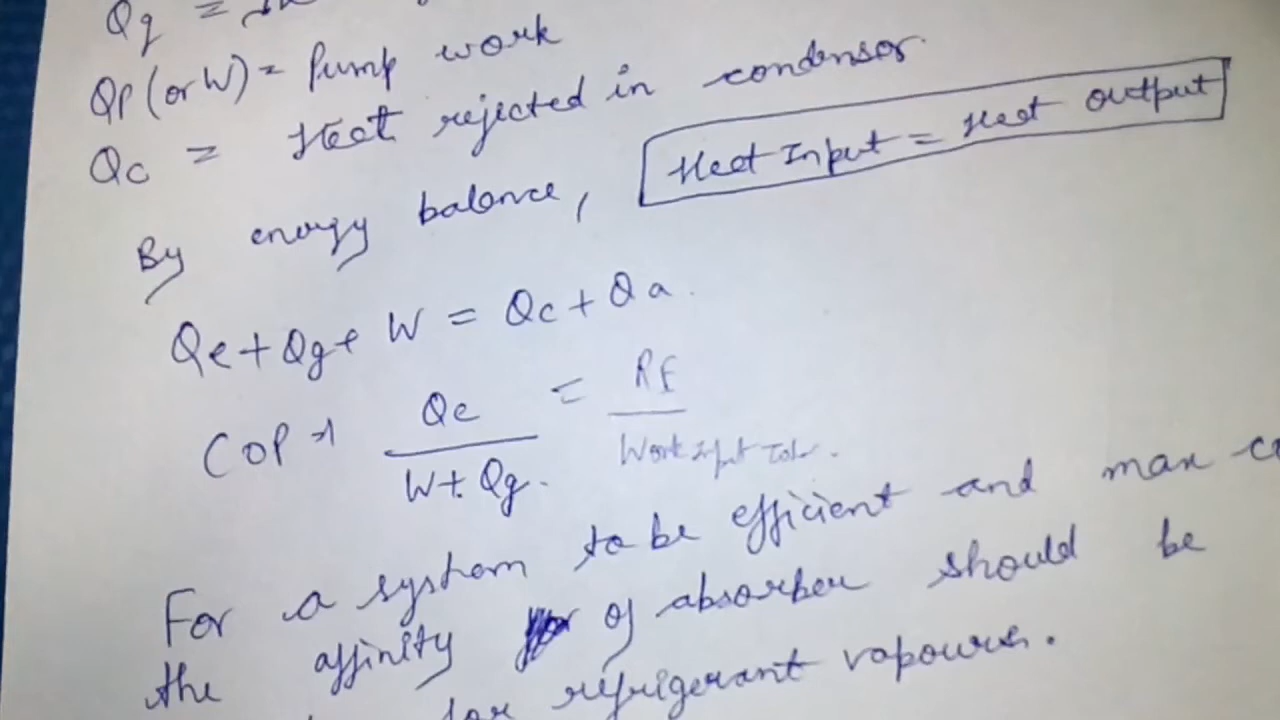 Qg =
Qp (or W) = Pump work
Qc = Heat rejected in condensor.
By energy balance, Heat Input = Heat output
Qe + Qg + W = Qc + Qa.
COP → Qe / W + Qg. = RE / Work Input
For a system to be efficient and max
the affinity of absorber should be
for refrigerant vapours.